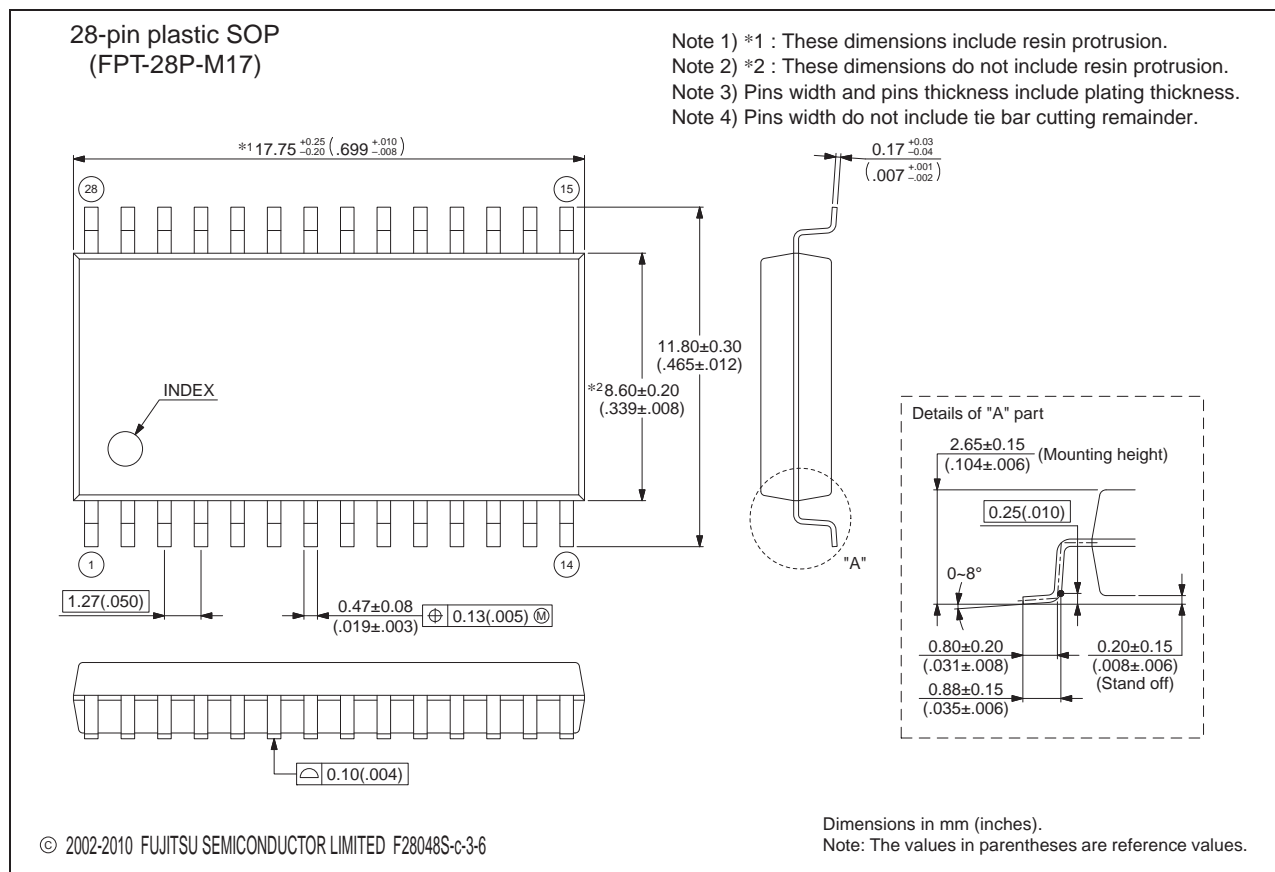 28-pin plastic SOP
(FPT-28P-M17)
Note 1) *1 : These dimensions include resin protrusion.
Note 2) *2 : These dimensions do not include resin protrusion.
Note 3) Pins width and pins thickness include plating thickness.
Note 4) Pins width do not include tie bar cutting remainder.
*1 17.75 +0.25 –0.20 (.699 +.010 –.008)
0.17 +0.03 –0.04
(.007 +.001 –.002)
28
15
11.80±0.30
(.465±.012)
*2 8.60±0.20
(.339±.008)
INDEX
1
14
"A"
1.27(.050)
0.47±0.08
(.019±.003)
⌖ 0.13(.005) Ⓜ
Details of "A" part
2.65±0.15
(.104±.006)
(Mounting height)
0.25(.010)
0~8°
0.80±0.20
(.031±.008)
0.88±0.15
(.035±.006)
0.20±0.15
(.008±.006)
(Stand off)
⌓ 0.10(.004)
© 2002-2010 FUJITSU SEMICONDUCTOR LIMITED F28048S-c-3-6
Dimensions in mm (inches).
Note: The values in parentheses are reference values.